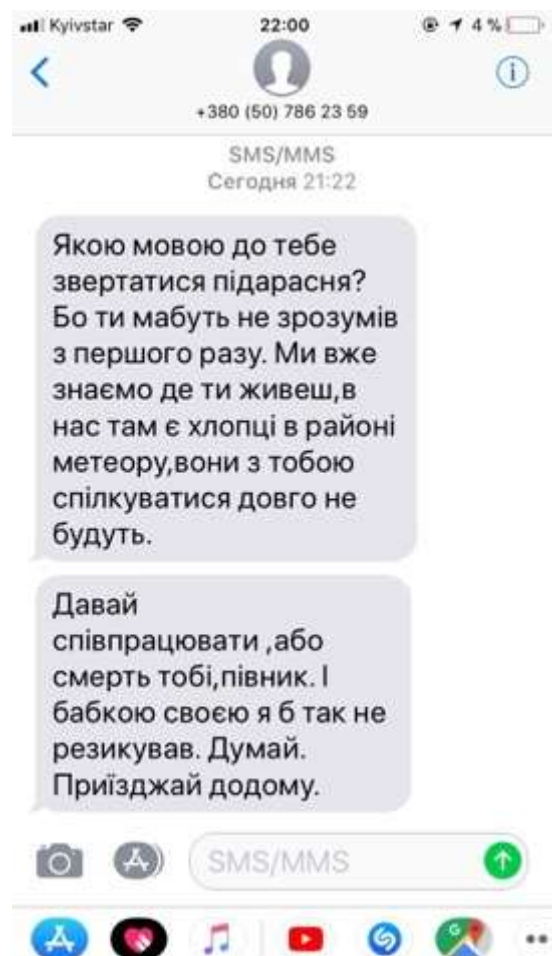 Kyivstar 22:00 4 %
+380 (50) 786 23 59
SMS/MMS
Сегодня 21:22
Якою мовою до тебе
звертатися підарасня?
Бо ти мабуть не зрозумів
з першого разу. Ми вже
знаємо де ти живеш,в
нас там є хлопці в районі
метеору,вони з тобою
спілкуватися довго не
будуть.
Давай
співпрацювати ,або
смерть тобі,півник. І
бабкою своєю я б так не
резикував. Думай.
Приїзджай додому.
SMS/MMS